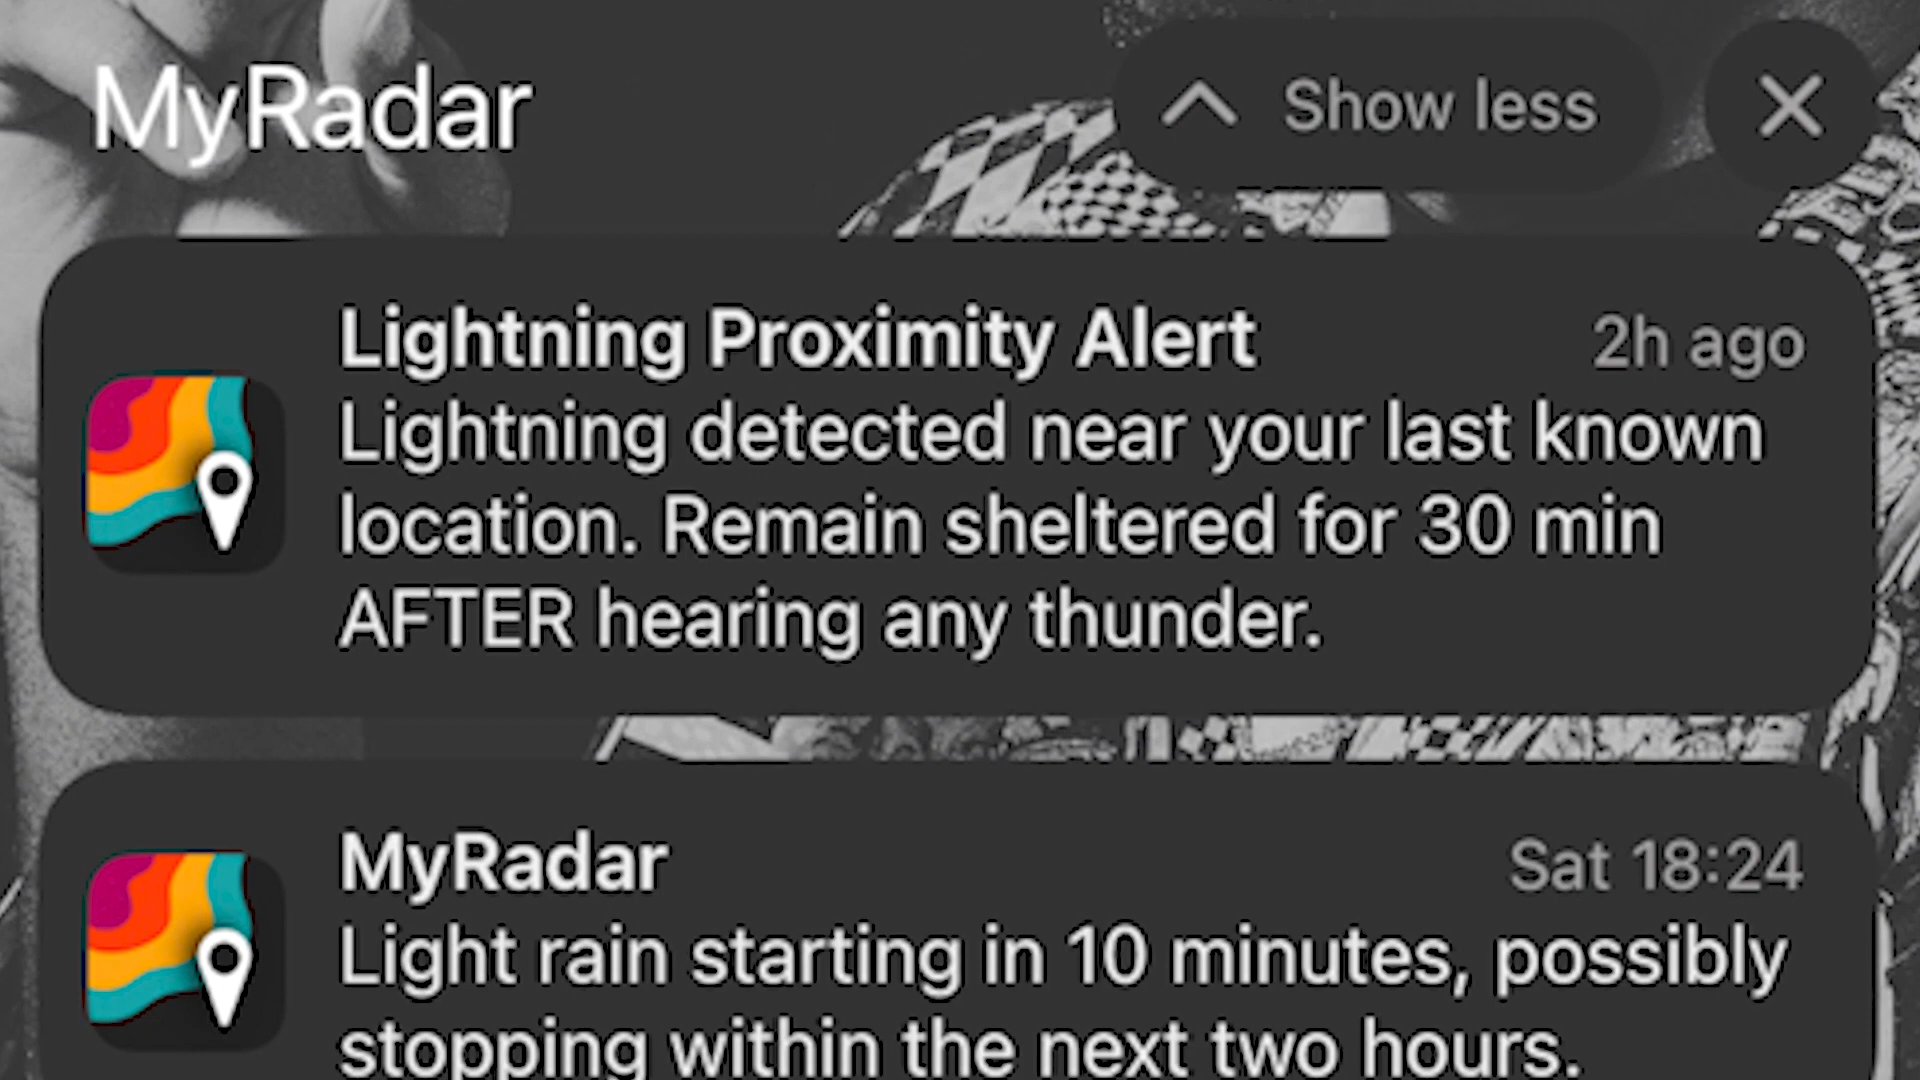 MyRadar
Show less
Lightning Proximity Alert 2h ago
Lightning detected near your last known
location. Remain sheltered for 30 min
AFTER hearing any thunder.
MyRadar Sat 18:24
Light rain starting in 10 minutes, possibly
stopping within the next two hours.